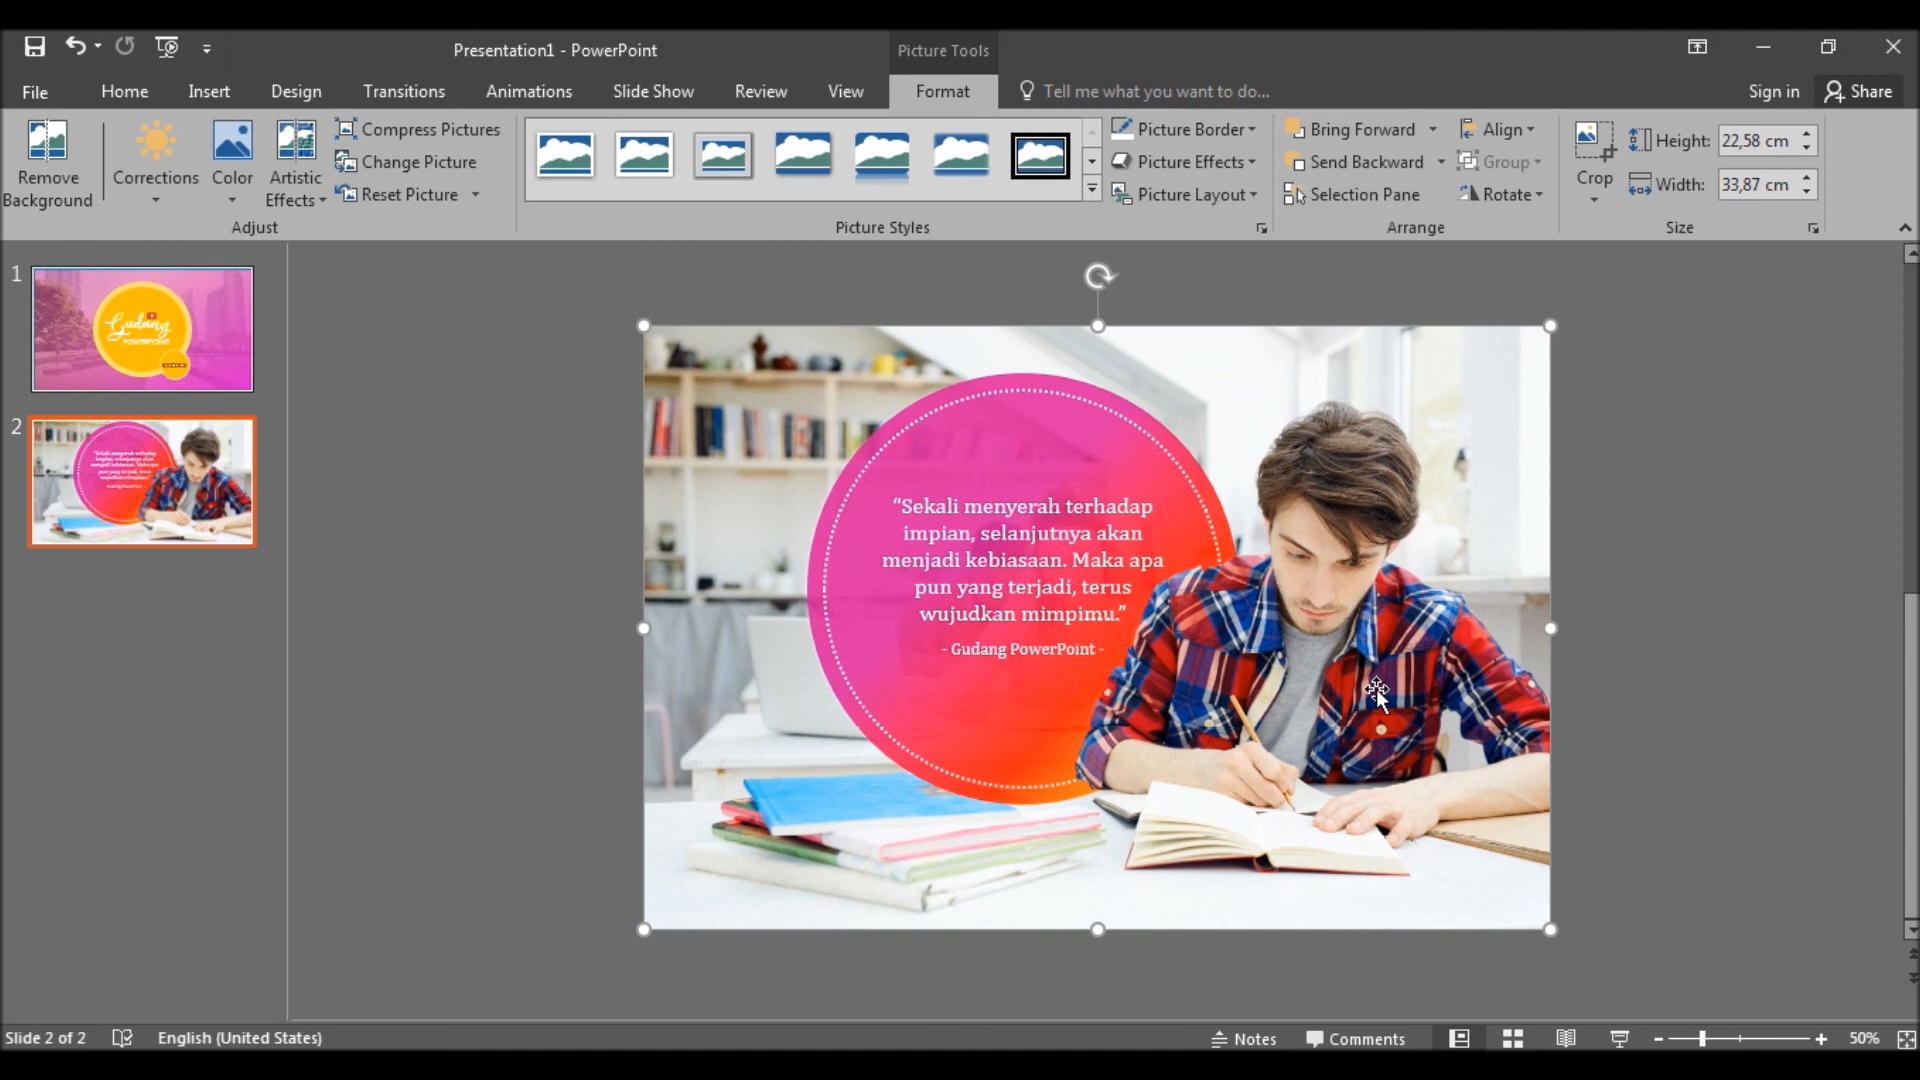 Presentation1 - PowerPoint
Picture Tools
File
Home
Insert
Design
Transitions
Animations
Slide Show
Review
View
Format
Tell me what you want to do...
Sign in
Share
Remove Background
Corrections
Color
Artistic Effects
Compress Pictures
Change Picture
Reset Picture
Adjust
Picture Styles
Picture Border
Picture Effects
Picture Layout
Bring Forward
Send Backward
Selection Pane
Align
Group
Rotate
Arrange
Crop
Height: 22,58 cm
Width: 33,87 cm
Size
1
Gudang
POWERPOINT
2
“Sekali menyerah terhadap
impian, selanjutnya akan
menjadi kebiasaan. Maka apa
pun yang terjadi, terus
wujudkan mimpimu.”
- Gudang PowerPoint -
Slide 2 of 2
English (United States)
Notes
Comments
50%